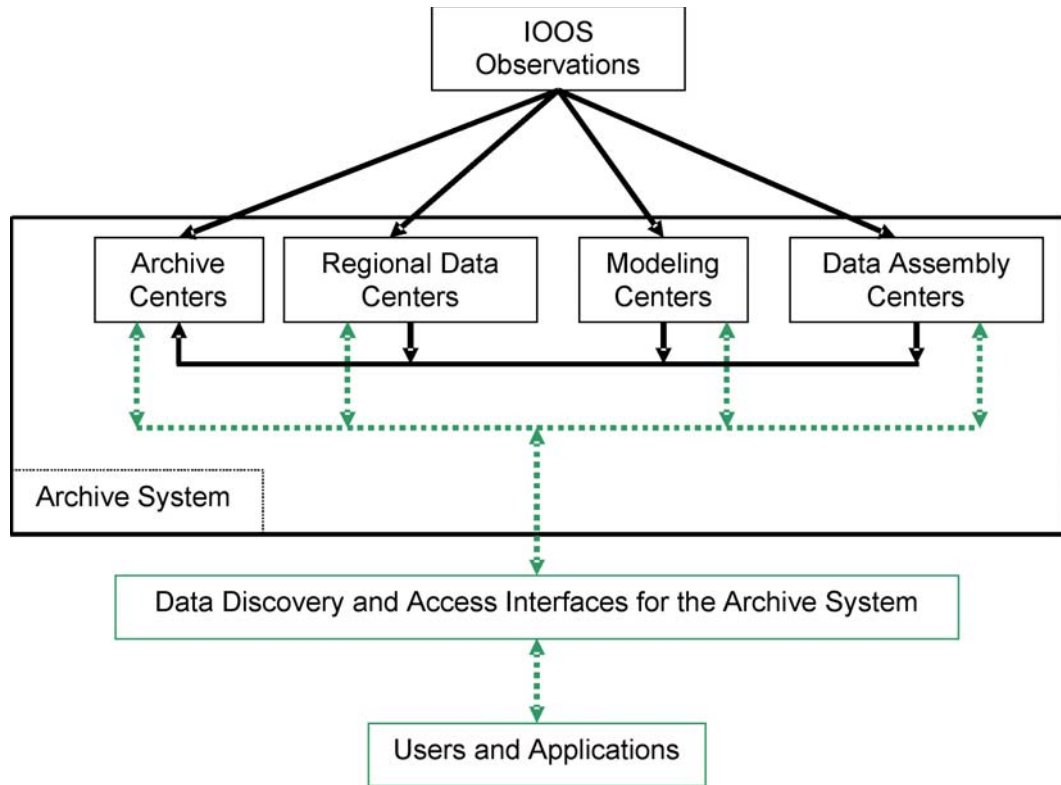 IOOS
Observations
Archive
Centers
Regional Data
Centers
Modeling
Centers
Data Assembly
Centers
Archive System
Data Discovery and Access Interfaces for the Archive System
Users and Applications